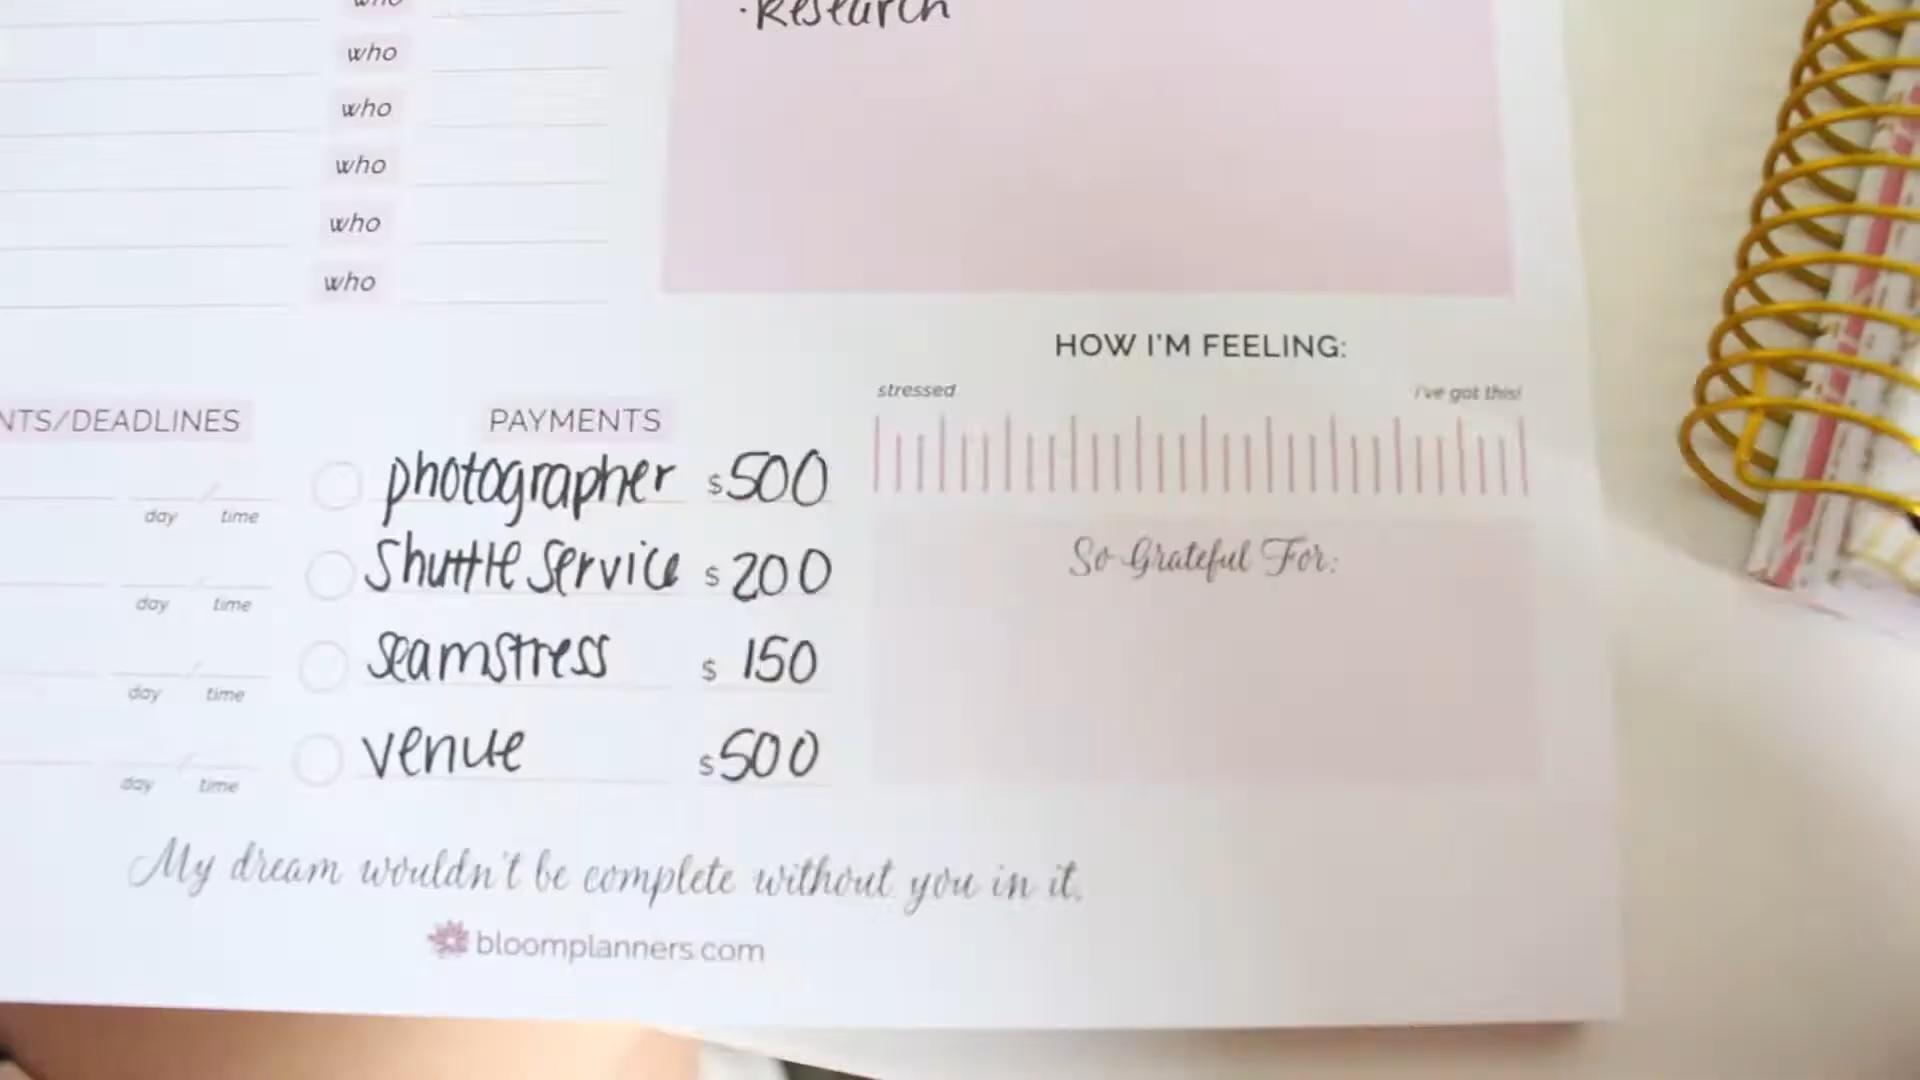 who
· Research
who
who
who
who
who
HOW I'M FEELING:
stressed
i've got this!
NTS/DEADLINES
day / time
day / time
day / time
day / time
PAYMENTS
photographer $500
Shuttle Service $200
seamstress $150
venue $500
So Grateful For:
My dream wouldn't be complete without you in it.
bloomplanners.com